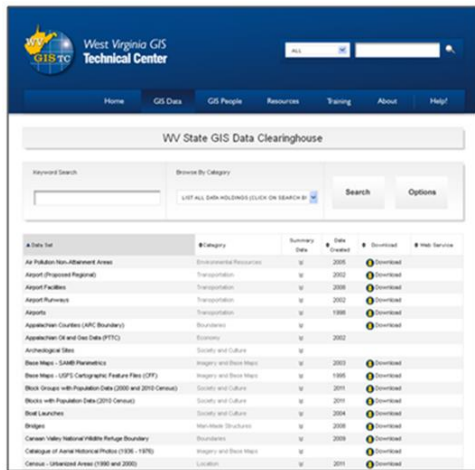 WV
GISTC
West Virginia GIS
Technical Center
ALL
Home GIS Data GIS People Resources Training About Help?
WV State GIS Data Clearinghouse
Keyword Search Browse By Category
LIST ALL DATA HOLDINGS (CLICK ON SEARCH B
Search Options
Data Set Category Summary Data Date Created Download Web Service
Air Pollution Non-Attainment Areas Environmental Resources 2005 Download
Airport (Proposed Regional) Transportation 2002 Download
Airport Facilities Transportation 2008 Download
Airport Runways Transportation 2002 Download
Airports Transportation 1998 Download
Appalachian Counties (ARC Boundary) Boundaries Download
Appalachian Oil and Gas Data (PTTC) Economy 2002
Archeological Sites Society and Culture
Base Maps - SAMB Planimetrics Imagery and Base Maps 2003 Download
Base Maps - USFS Cartographic Feature Files (CFF) Imagery and Base Maps 1995 Download
Block Groups with Population Data (2000 and 2010 Census) Society and Culture 2011 Download
Blocks with Population Data (2010 Census) Society and Culture 2011 Download
Boat Launches Society and Culture 2004 Download
Bridges Man-Made Structures 2008 Download
Canaan Valley National Wildlife Refuge Boundary Boundaries 2009 Download
Catalogue of Aerial Historical Photos (1936 - 1976) Imagery and Base Maps Download
Census - Urbanized Areas (1990 and 2000) Location 2011 Download